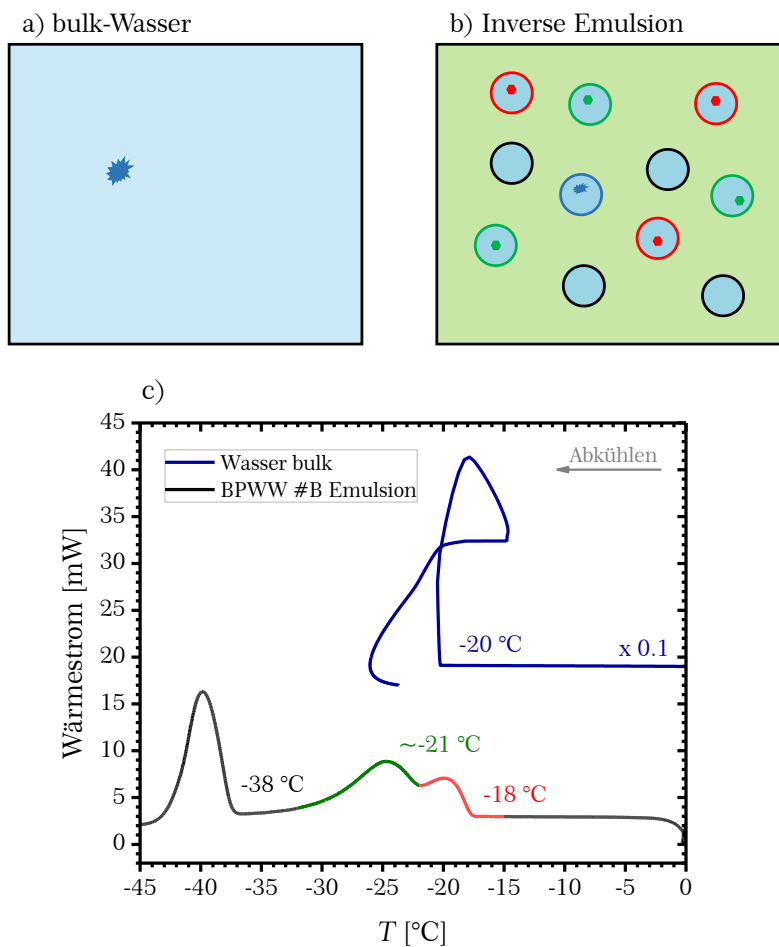 a) bulk-Wasser
b) Inverse Emulsion
c)
45
40
35
30
25
20
15
10
5
0
Wärmestrom [mW]
Wasser bulk
BPWW #B Emulsion
Abkühlen
-20 °C
x 0.1
~-21 °C
-38 °C
-18 °C
-45
-40
-35
-30
-25
-20
-15
-10
-5
0
T [°C]